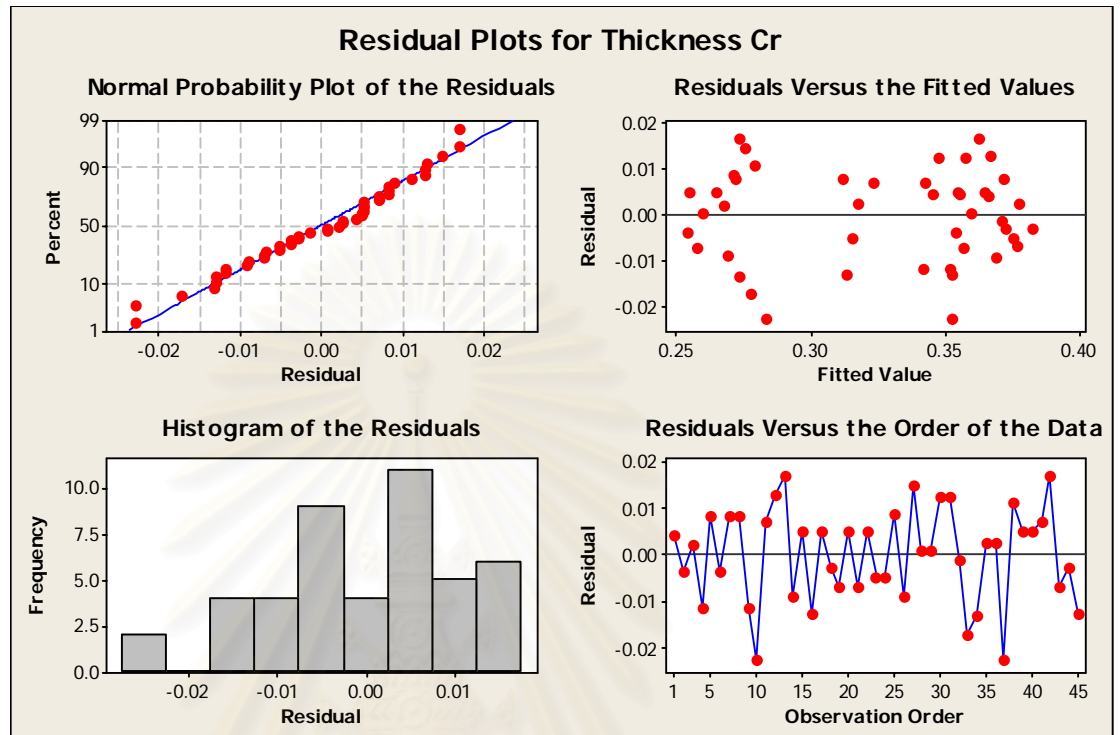 Residual Plots for Thickness Cr
Normal Probability Plot of the Residuals
99
90
50
10
1
Percent
-0.02 -0.01 0.00 0.01 0.02
Residual
Residuals Versus the Fitted Values
0.02
0.01
0.00
-0.01
-0.02
Residual
0.25 0.30 0.35 0.40
Fitted Value
Histogram of the Residuals
10.0
7.5
5.0
2.5
0.0
Frequency
-0.02 -0.01 0.00 0.01
Residual
Residuals Versus the Order of the Data
0.02
0.01
0.00
-0.01
-0.02
Residual
1 5 10 15 20 25 30 35 40 45
Observation Order